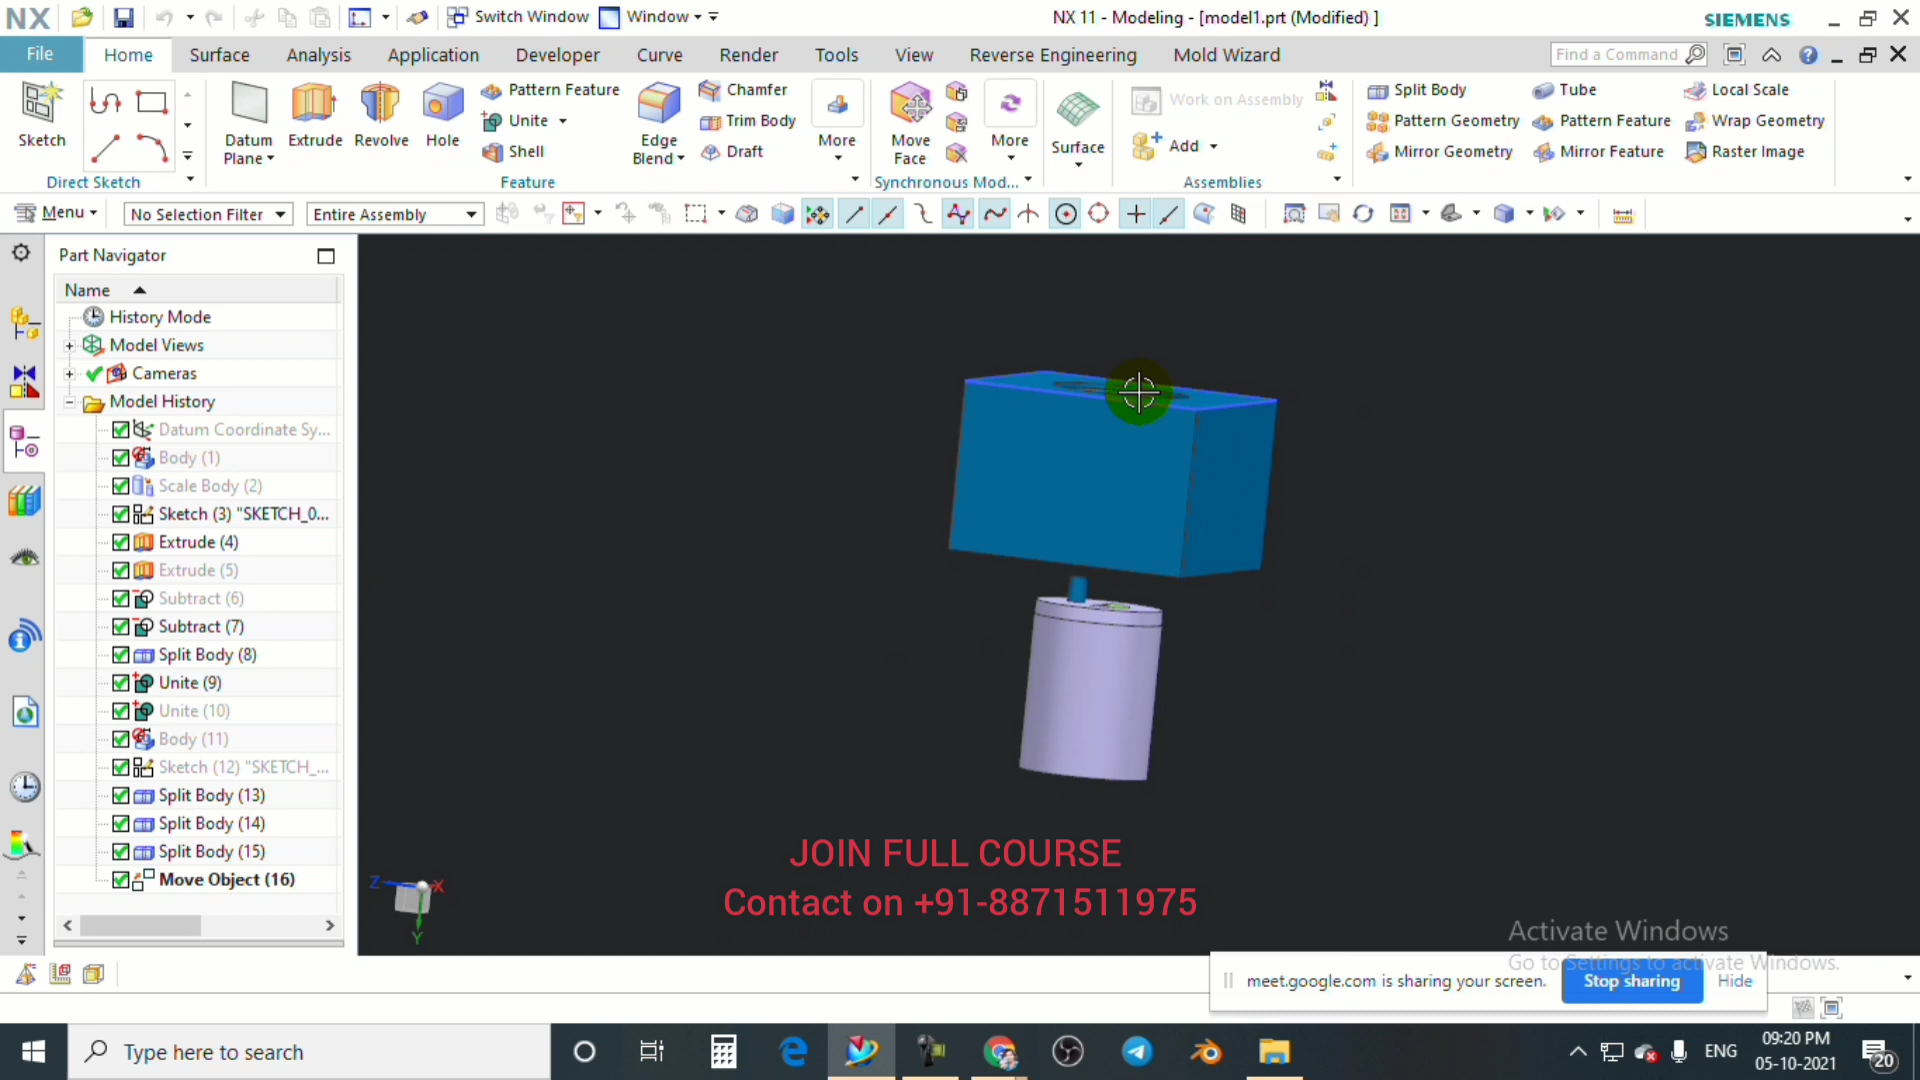 NX
Switch Window
Window
NX 11 - Modeling - [model1.prt (Modified) ]
SIEMENS
File
Home
Surface
Analysis
Application
Developer
Curve
Render
Tools
View
Reverse Engineering
Mold Wizard
Find a Command
Sketch
Direct Sketch
Datum
Plane
Extrude
Revolve
Hole
Pattern Feature
Unite
Shell
Edge
Blend
Chamfer
Trim Body
Draft
More
Feature
Move
Face
More
Synchronous Mod...
Surface
Work on Assembly
Add
Assemblies
Split Body
Pattern Geometry
Mirror Geometry
Tube
Pattern Feature
Mirror Feature
Local Scale
Wrap Geometry
Raster Image
Menu
No Selection Filter
Entire Assembly
Part Navigator
Name
History Mode
Model Views
Cameras
Model History
Datum Coordinate Sy...
Body (1)
Scale Body (2)
Sketch (3) "SKETCH_0...
Extrude (4)
Extrude (5)
Subtract (6)
Subtract (7)
Split Body (8)
Unite (9)
Unite (10)
Body (11)
Sketch (12) "SKETCH_...
Split Body (13)
Split Body (14)
Split Body (15)
Move Object (16)
Z
X
Y
JOIN FULL COURSE
Contact on +91-8871511975
Activate Windows
Go to Settings to activate Windows.
meet.google.com is sharing your screen.
Stop sharing
Hide
Type here to search
ENG
09:20 PM
05-10-2021
20